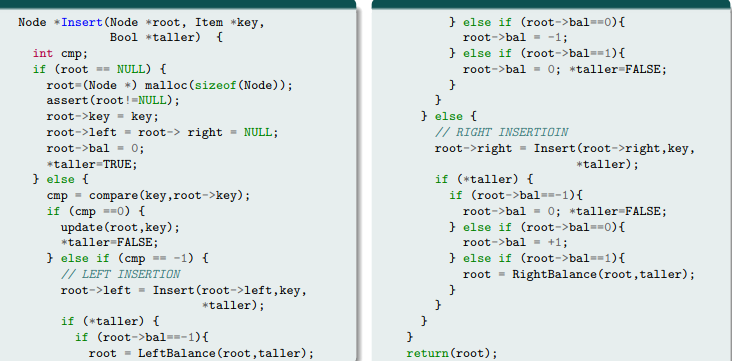 Node *Insert(Node *root, Item *key,
Bool *taller) {
int cmp;
if (root == NULL) {
root=(Node *) malloc(sizeof(Node));
assert(root!=NULL);
root->key = key;
root->left = root-> right = NULL;
root->bal = 0;
*taller=TRUE;
} else {
cmp = compare(key,root->key);
if (cmp ==0) {
update(root,key);
*taller=FALSE;
} else if (cmp == -1) {
// LEFT INSERTION
root->left = Insert(root->left,key,
*taller);
if (*taller) {
if (root->bal==-1){
root = LeftBalance(root,taller);
} else if (root->bal==0){
root->bal = -1;
} else if (root->bal==1){
root->bal = 0; *taller=FALSE;
}
}
} else {
// RIGHT INSERTIOIN
root->right = Insert(root->right,key,
*taller);
if (*taller) {
if (root->bal==-1){
root->bal = 0; *taller=FALSE;
} else if (root->bal==0){
root->bal = +1;
} else if (root->bal==1){
root = RightBalance(root,taller);
}
}
}
}
return(root);